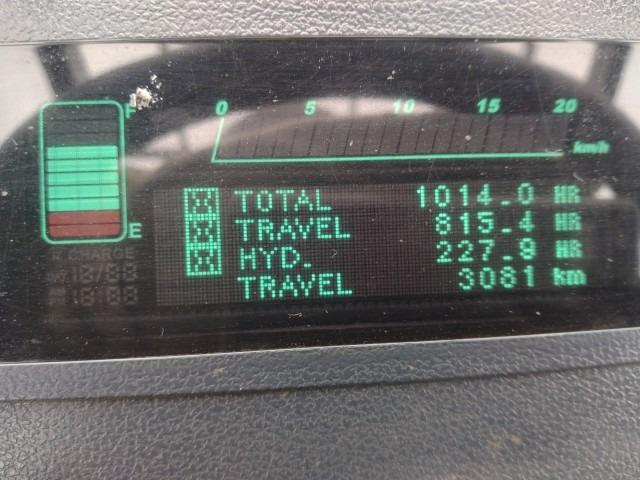 F
0 5 10 15 20
km/h
TOTAL 1014.0 HR
TRAVEL 815.4 HR
E
HYD. 227.9 HR
CHARGE
TRAVEL 3081 km